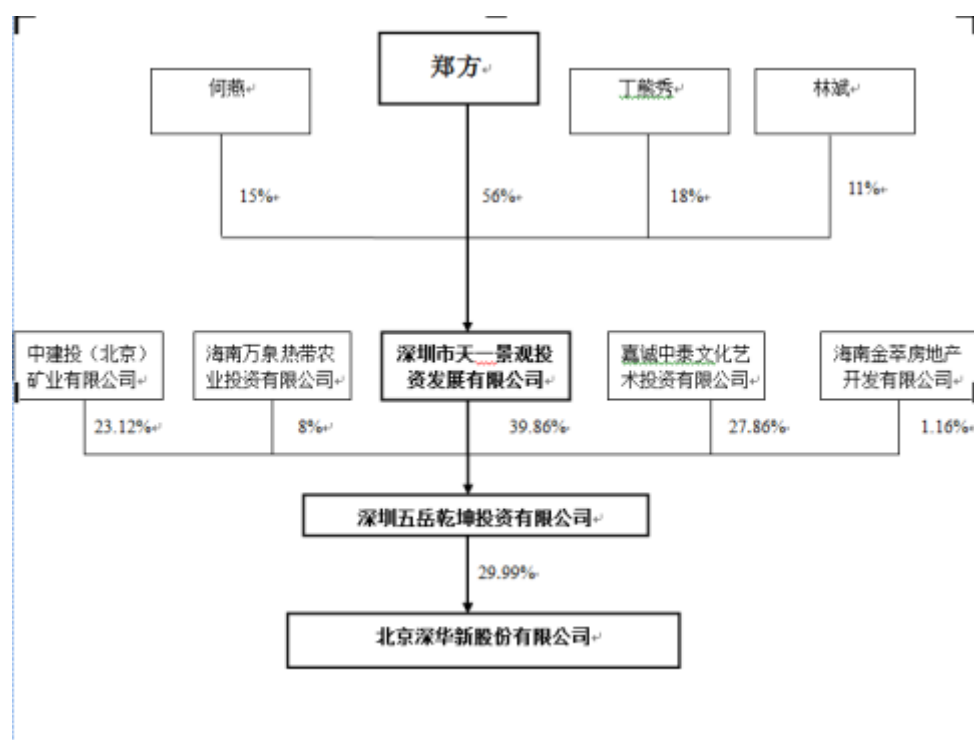 郑方
何燕
丁熊秀
林斌
15%
56%
18%
11%
中建投（北京）
矿业有限公司
海南万泉热带农
业投资有限公司
深圳市天一景观投
资发展有限公司
嘉诚中泰文化艺
术投资有限公司
海南金萃房地产
开发有限公司
23.12%
8%
39.86%
27.86%
1.16%
深圳五岳乾坤投资有限公司
29.99%
北京深华新股份有限公司